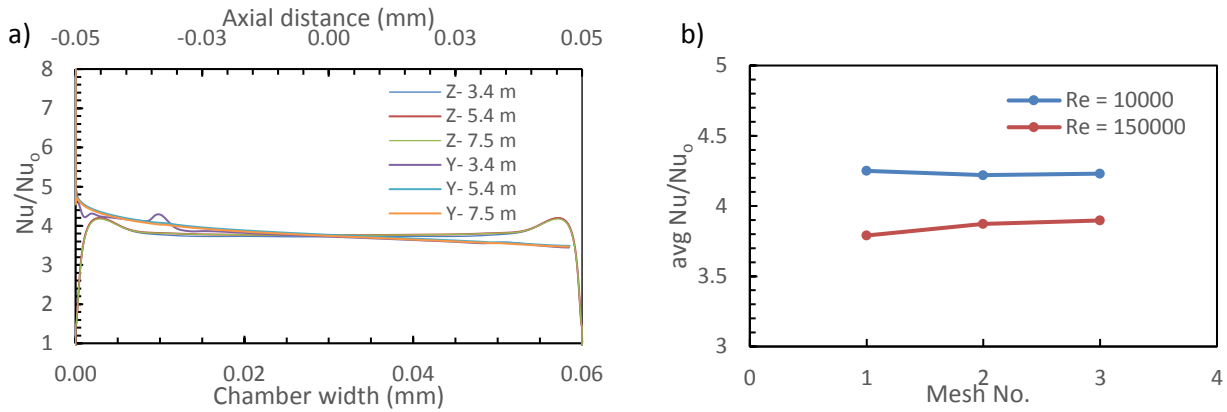 a)
Axial distance (mm)
-0.05 -0.03 0.00 0.03 0.05
8
7
6
5
4
3
2
1
Nu/Nuo
Z- 3.4 m
Z- 5.4 m
Z- 7.5 m
Y- 3.4 m
Y- 5.4 m
Y- 7.5 m
0.00 0.02 0.04 0.06
Chamber width (mm)
b)
5
4.5
4
3.5
3
avg Nu/Nuo
Re = 10000
Re = 150000
0 1 2 3 4
Mesh No.